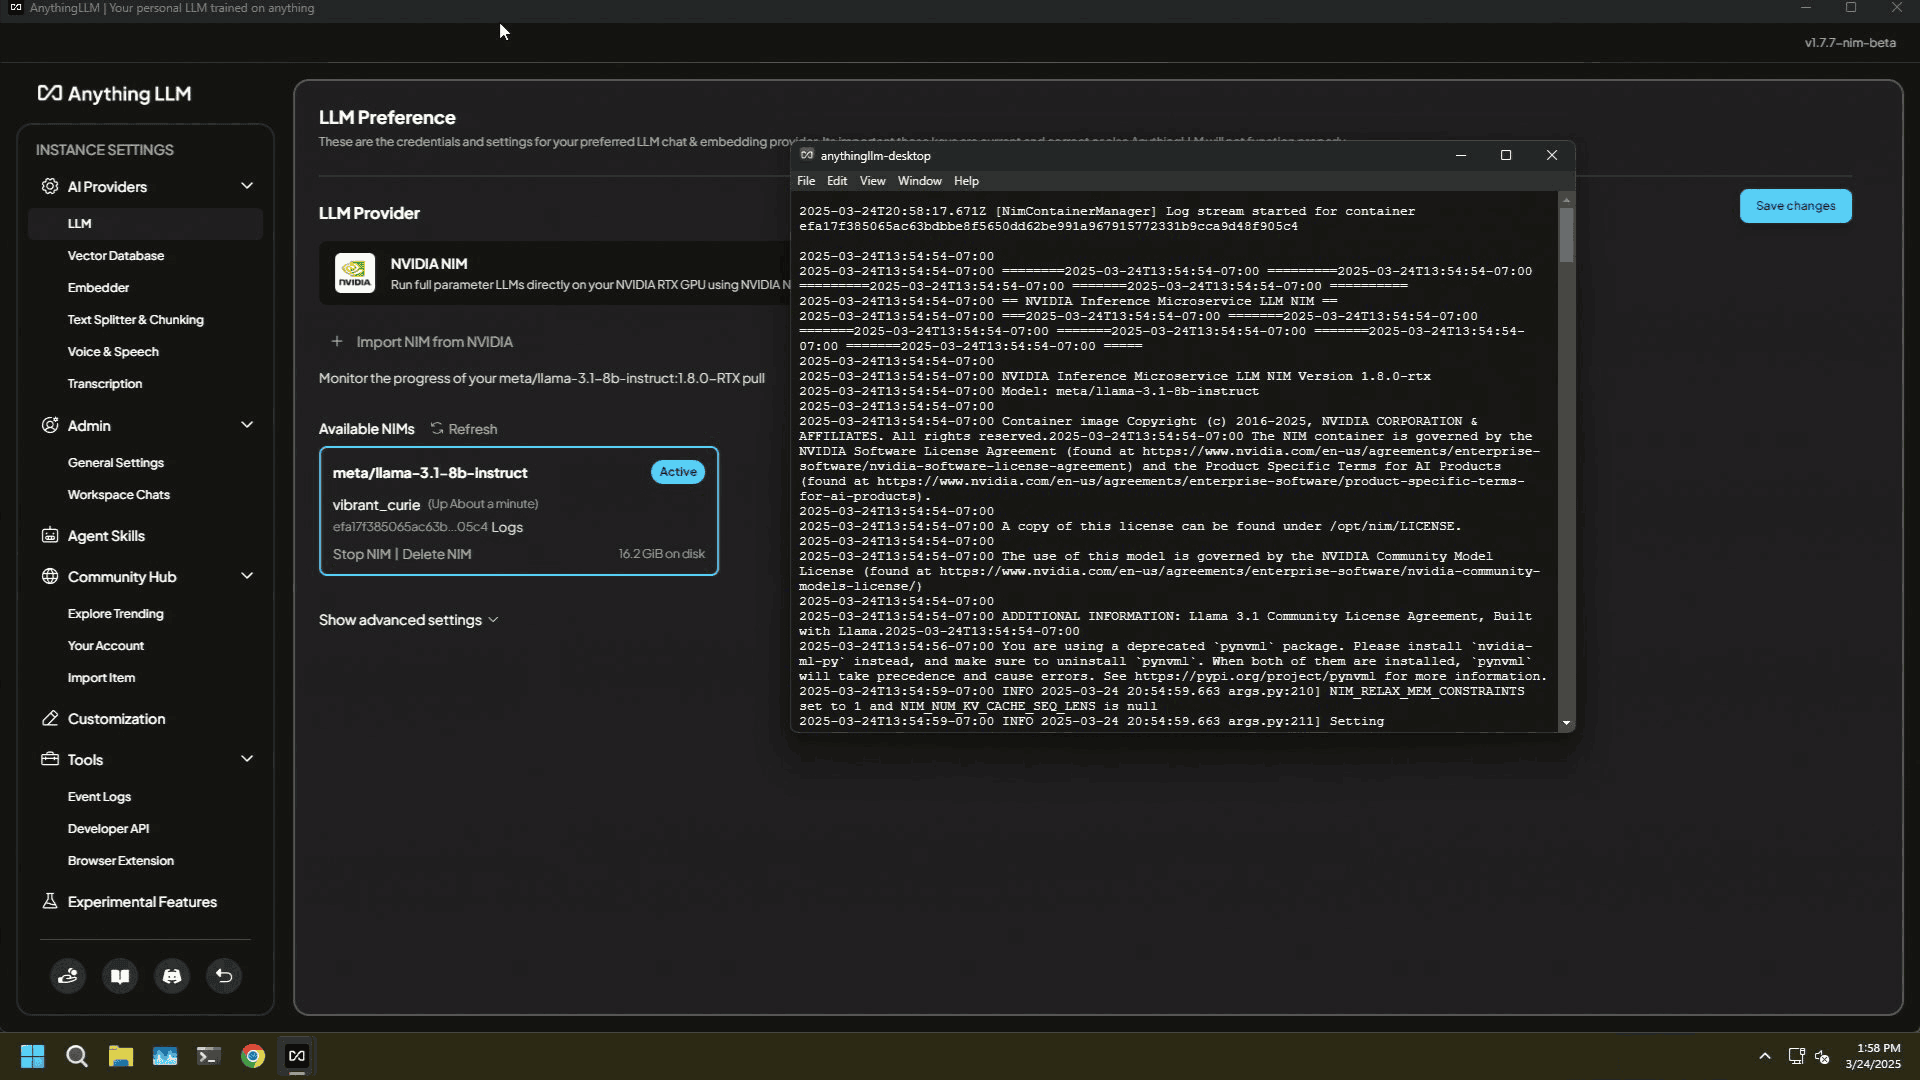 AnythingLLM | Your personal LLM trained on anything
v1.7.7-nim-beta
Anything LLM
INSTANCE SETTINGS
AI Providers
LLM
Vector Database
Embedder
Text Splitter & Chunking
Voice & Speech
Transcription
Admin
General Settings
Workspace Chats
Agent Skills
Community Hub
Explore Trending
Your Account
Import Item
Customization
Tools
Event Logs
Developer API
Browser Extension
Experimental Features
LLM Preference
These are the credentials and settings for your preferred LLM chat & embedding
Save changes
LLM Provider
NVIDIA
NVIDIA NIM
Run full parameter LLMs directly on your NVIDIA RTX GPU using NVIDIA N
+ Import NIM from NVIDIA
Monitor the progress of your meta/llama-3.1-8b-instruct:1.8.0-RTX pull
Available NIMs Refresh
meta/llama-3.1-8b-instruct Active
vibrant_curie (Up About a minute)
efa17f385065ac63b...05c4 Logs
Stop NIM | Delete NIM 16.2 GiB on disk
Show advanced settings
anythingllm-desktop
File Edit View Window Help
2025-03-24T20:58:17.671Z [NimContainerManager] Log stream started for container
efa17f385065ac63bdbbe8f5650dd62be991a967915772331b9cca9d48f905c4
2025-03-24T13:54:54-07:00
2025-03-24T13:54:54-07:00 ========2025-03-24T13:54:54-07:00 =========2025-03-24T13:54:54-07:00
=========2025-03-24T13:54:54-07:00 =======2025-03-24T13:54:54-07:00 ==========
2025-03-24T13:54:54-07:00 == NVIDIA Inference Microservice LLM NIM ==
2025-03-24T13:54:54-07:00 ===2025-03-24T13:54:54-07:00 =======2025-03-24T13:54:54-07:00
=======2025-03-24T13:54:54-07:00 =======2025-03-24T13:54:54-07:00 =======2025-03-24T13:54:54-
07:00 =======2025-03-24T13:54:54-07:00 =====
2025-03-24T13:54:54-07:00
2025-03-24T13:54:54-07:00 NVIDIA Inference Microservice LLM NIM Version 1.8.0-rtx
2025-03-24T13:54:54-07:00 Model: meta/llama-3.1-8b-instruct
2025-03-24T13:54:54-07:00
2025-03-24T13:54:54-07:00 Container image Copyright (c) 2016-2025, NVIDIA CORPORATION &
AFFILIATES. All rights reserved.2025-03-24T13:54:54-07:00 The NIM container is governed by the
NVIDIA Software License Agreement (found at https://www.nvidia.com/en-us/agreements/enterprise-
software/nvidia-software-license-agreement) and the Product Specific Terms for AI Products
(found at https://www.nvidia.com/en-us/agreements/enterprise-software/product-specific-terms-
for-ai-products).
2025-03-24T13:54:54-07:00
2025-03-24T13:54:54-07:00 A copy of this license can be found under /opt/nim/LICENSE.
2025-03-24T13:54:54-07:00
2025-03-24T13:54:54-07:00 The use of this model is governed by the NVIDIA Community Model
License (found at https://www.nvidia.com/en-us/agreements/enterprise-software/nvidia-community-
models-license/)
2025-03-24T13:54:54-07:00
2025-03-24T13:54:54-07:00 ADDITIONAL INFORMATION: Llama 3.1 Community License Agreement, Built
with Llama.2025-03-24T13:54:54-07:00
2025-03-24T13:54:56-07:00 You are using a deprecated `pynvml` package. Please install `nvidia-
ml-py` instead, and make sure to uninstall `pynvml`. When both of them are installed, `pynvml`
will take precedence and cause errors. See https://pypi.org/project/pynvml for more information.
2025-03-24T13:54:59-07:00 INFO 2025-03-24 20:54:59.663 args.py:210] NIM_RELAX_MEM_CONSTRAINTS
set to 1 and NIM_NUM_KV_CACHE_SEQ_LENS is null
2025-03-24T13:54:59-07:00 INFO 2025-03-24 20:54:59.663 args.py:211] Setting
1:58 PM
3/24/2025